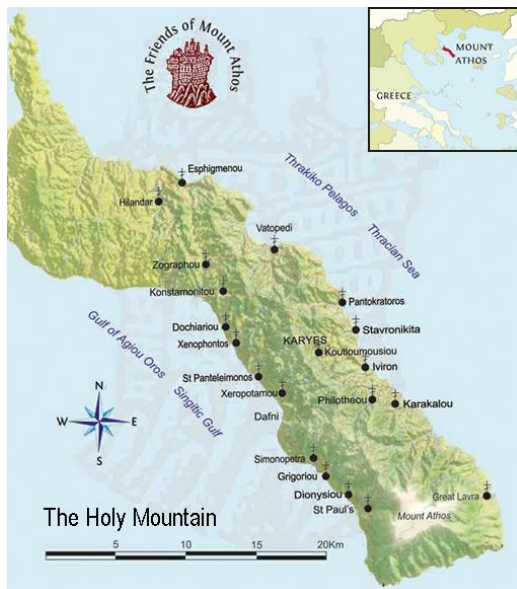 The Friends of Mount Athos
MOUNT
ATHOS
GREECE
Esphigmenou
Hilandar
Thrakiko Pelagos
Thracian Sea
Vatopedi
Zographou
Konstamonitou
Pantokratoros
Gulf of Agiou Oros
Singitic Gulf
Dochiariou
Stavronikita
Xenophontos
KARYES
Koutloumousiou
Iviron
St Panteleimonos
Xeropotamou
Philotheou
Karakalou
Dafni
N
W
E
S
Simonopetra
Grigoriou
Dionysiou
St Paul's
Great Lavra
Mount Athos
The Holy Mountain
5
10
15
20Km